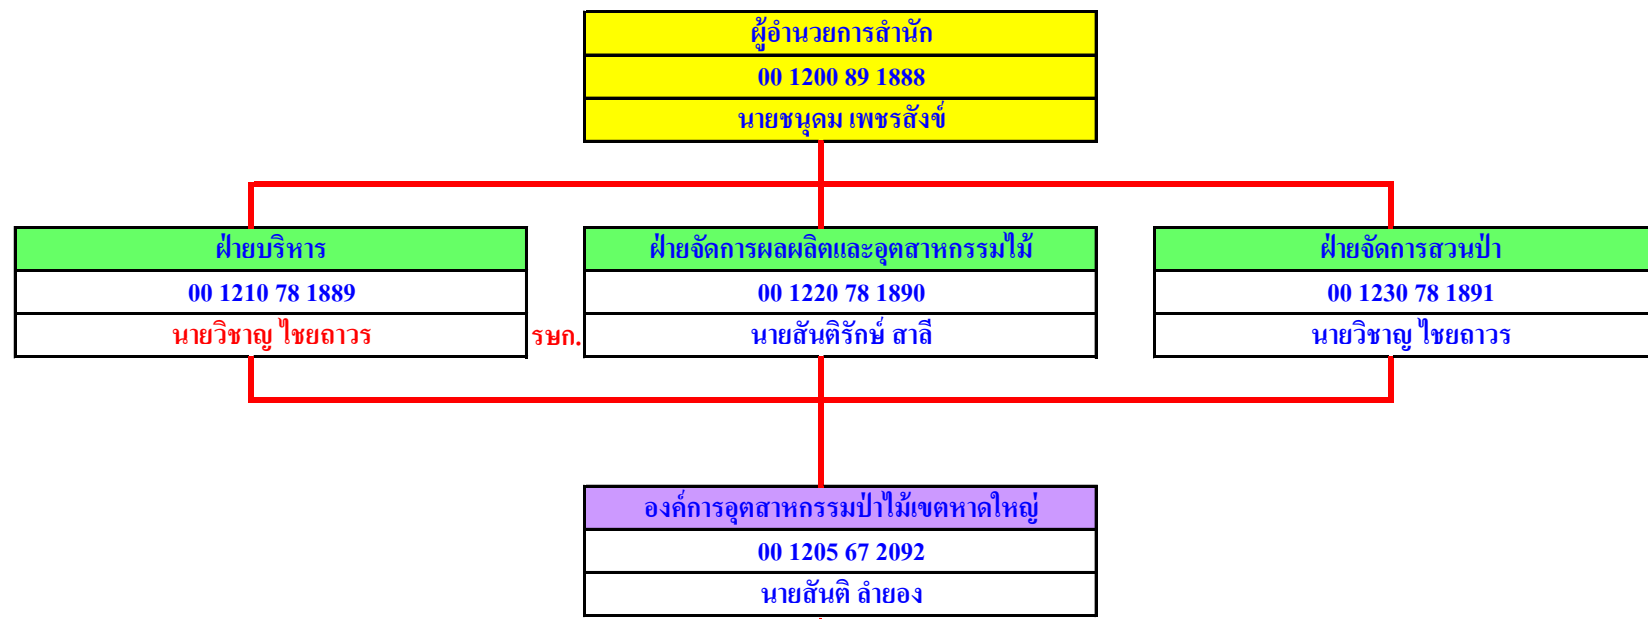 ผู้อำนวยการสำนัก
00 1200 89 1888
นายชนุดม เพชรสังข์
ฝ่ายบริหาร
00 1210 78 1889
นายวิชาญ ไชยถาวร
รษก.
ฝ่ายจัดการผลผลิตและอุตสาหกรรมไม้
00 1220 78 1890
นายสันติรักษ์ สาลี
ฝ่ายจัดการสวนป่า
00 1230 78 1891
นายวิชาญ ไชยถาวร
องค์การอุตสาหกรรมป่าไม้เขตหาดใหญ่
00 1205 67 2092
นายสันติ ลำยอง